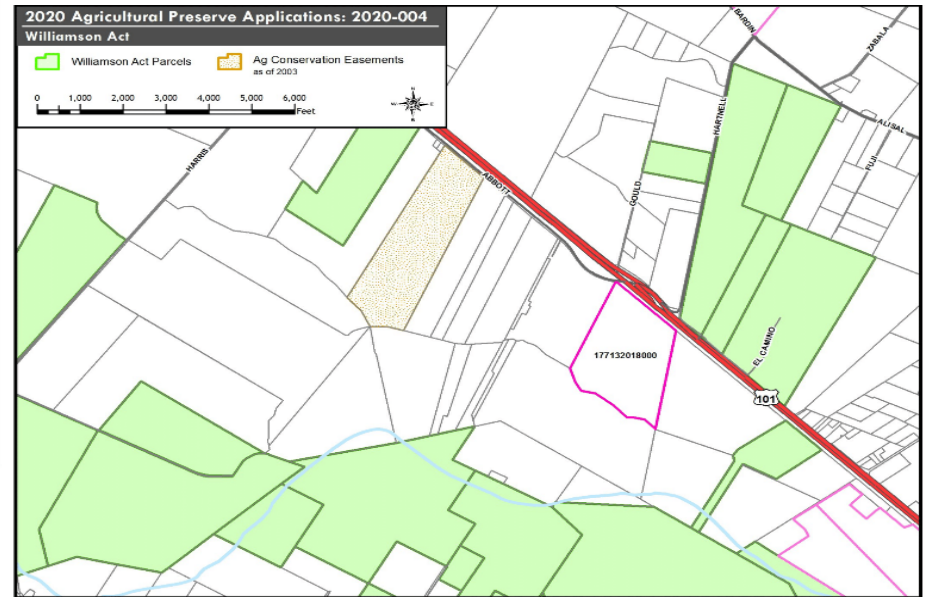 2020 Agricultural Preserve Applications: 2020-004
Williamson Act
Williamson Act Parcels
Ag Conservation Easements
as of 2003
0 1,000 2,000 3,000 4,000 5,000 6,000
Feet
N
W E
S
BARDIN
ZABALA
HARTNELL
ALISAL
HARRIS
FUJI
ABBOTT
GOULD
EL CAMINO
177132018000
101